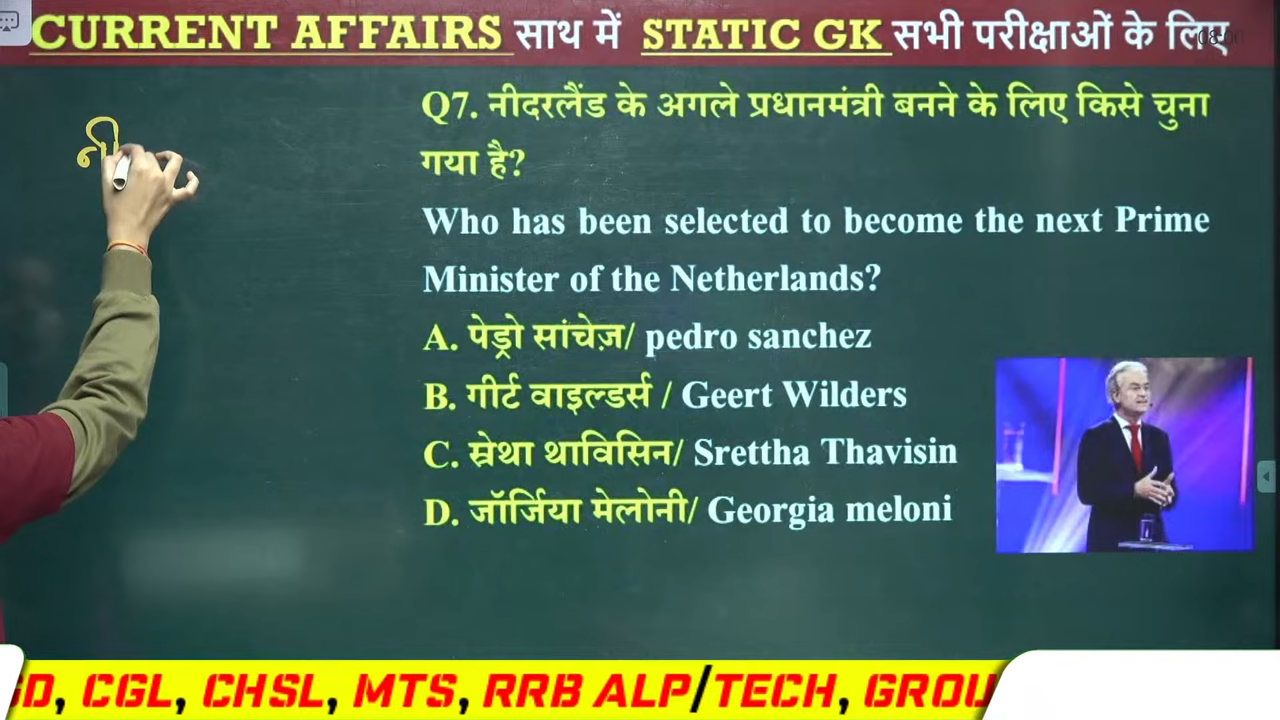 CURRENT AFFAIRS साथ में STATIC GK सभी परीक्षाओं के लिए
08:00
Q7. नीदरलैंड के अगले प्रधानमंत्री बनने के लिए किसे चुना
गया है?
Who has been selected to become the next Prime
Minister of the Netherlands?
A. पेड्रो सांचेज़/ pedro sanchez
B. गीर्ट वाइल्डर्स / Geert Wilders
C. स्रेथा थाविसिन/ Srettha Thavisin
D. जॉर्जिया मेलोनी/ Georgia meloni
CGL, CHSL, MTS, RRB ALP/TECH,